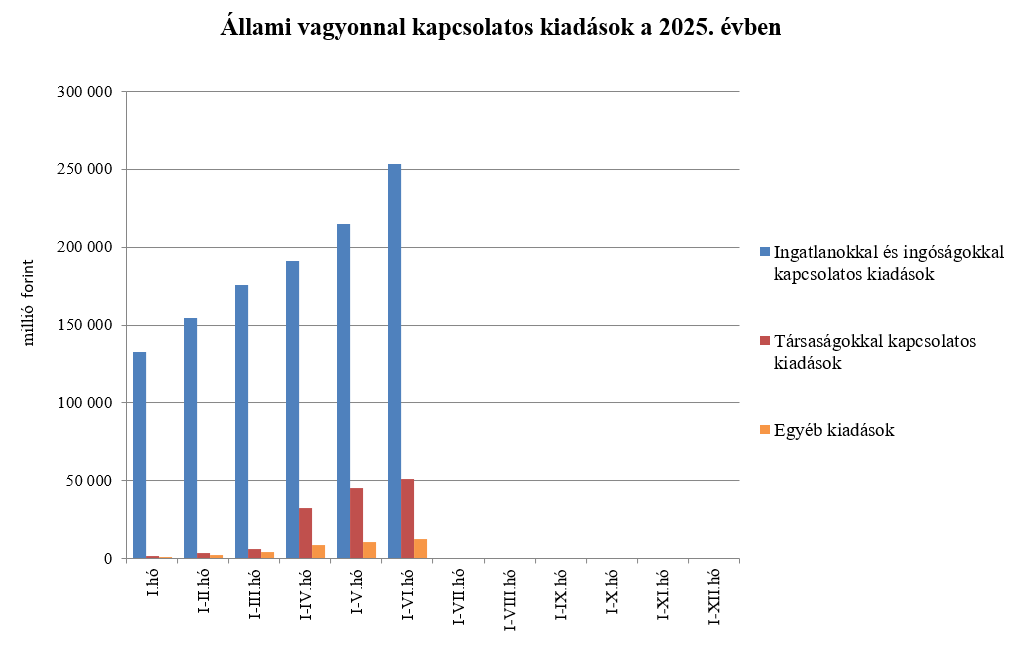 Állami vagyonnal kapcsolatos kiadások a 2025. évben
300 000
250 000
200 000
150 000
100 000
50 000
0
millió forint
I.hó
I-II.hó
I-III.hó
I-IV.hó
I-V.hó
I-VI.hó
I-VII.hó
I-VIII.hó
I-IX.hó
I-X.hó
I-XI.hó
I-XII.hó
Ingatlanokkal és ingóságokkal
kapcsolatos kiadások
Társaságokkal kapcsolatos
kiadások
Egyéb kiadások